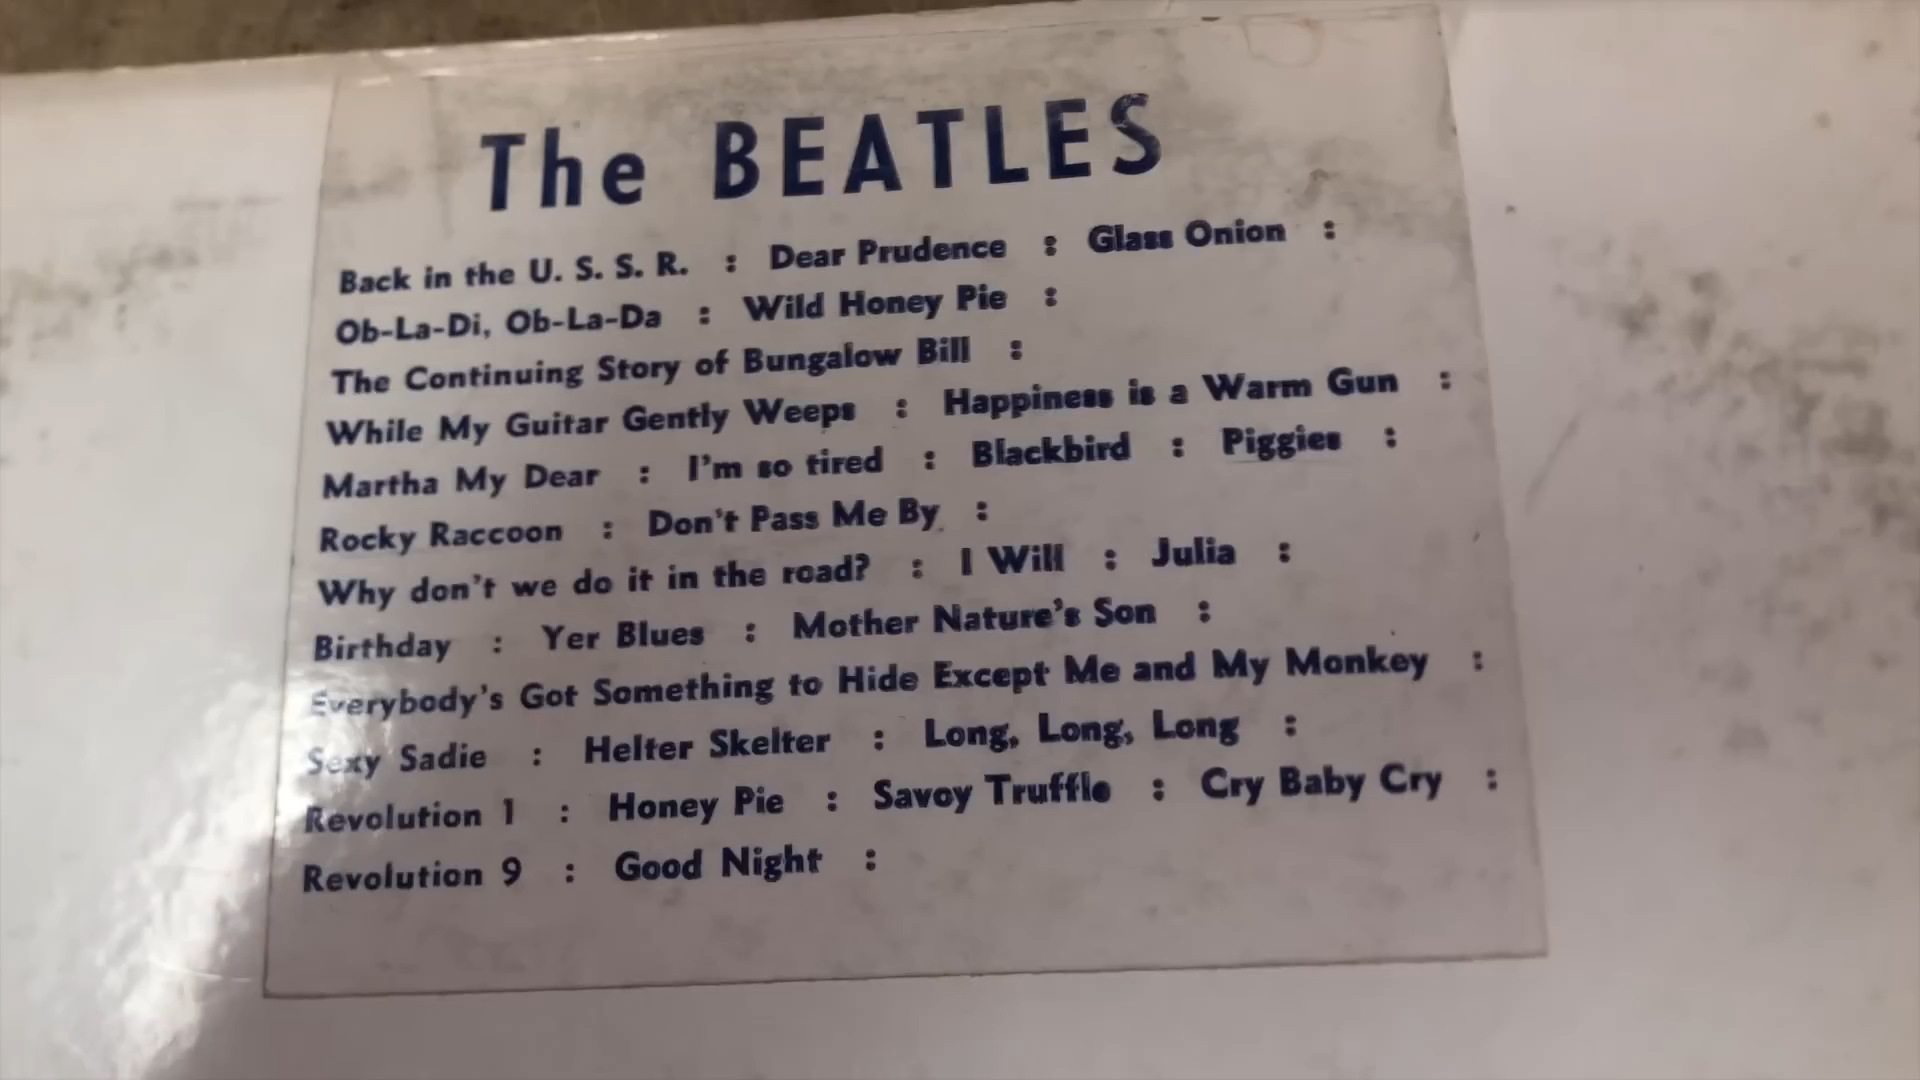 The BEATLES
Back in the U. S. S. R. : Dear Prudence : Glass Onion :
Ob-La-Di, Ob-La-Da : Wild Honey Pie :
The Continuing Story of Bungalow Bill :
While My Guitar Gently Weeps : Happiness is a Warm Gun :
Martha My Dear : I'm so tired : Blackbird : Piggies :
Rocky Raccoon : Don't Pass Me By :
Why don't we do it in the road? : I Will : Julia :
Birthday : Yer Blues : Mother Nature's Son :
Everybody's Got Something to Hide Except Me and My Monkey :
Sexy Sadie : Helter Skelter : Long, Long, Long :
Revolution 1 : Honey Pie : Savoy Truffle : Cry Baby Cry :
Revolution 9 : Good Night :